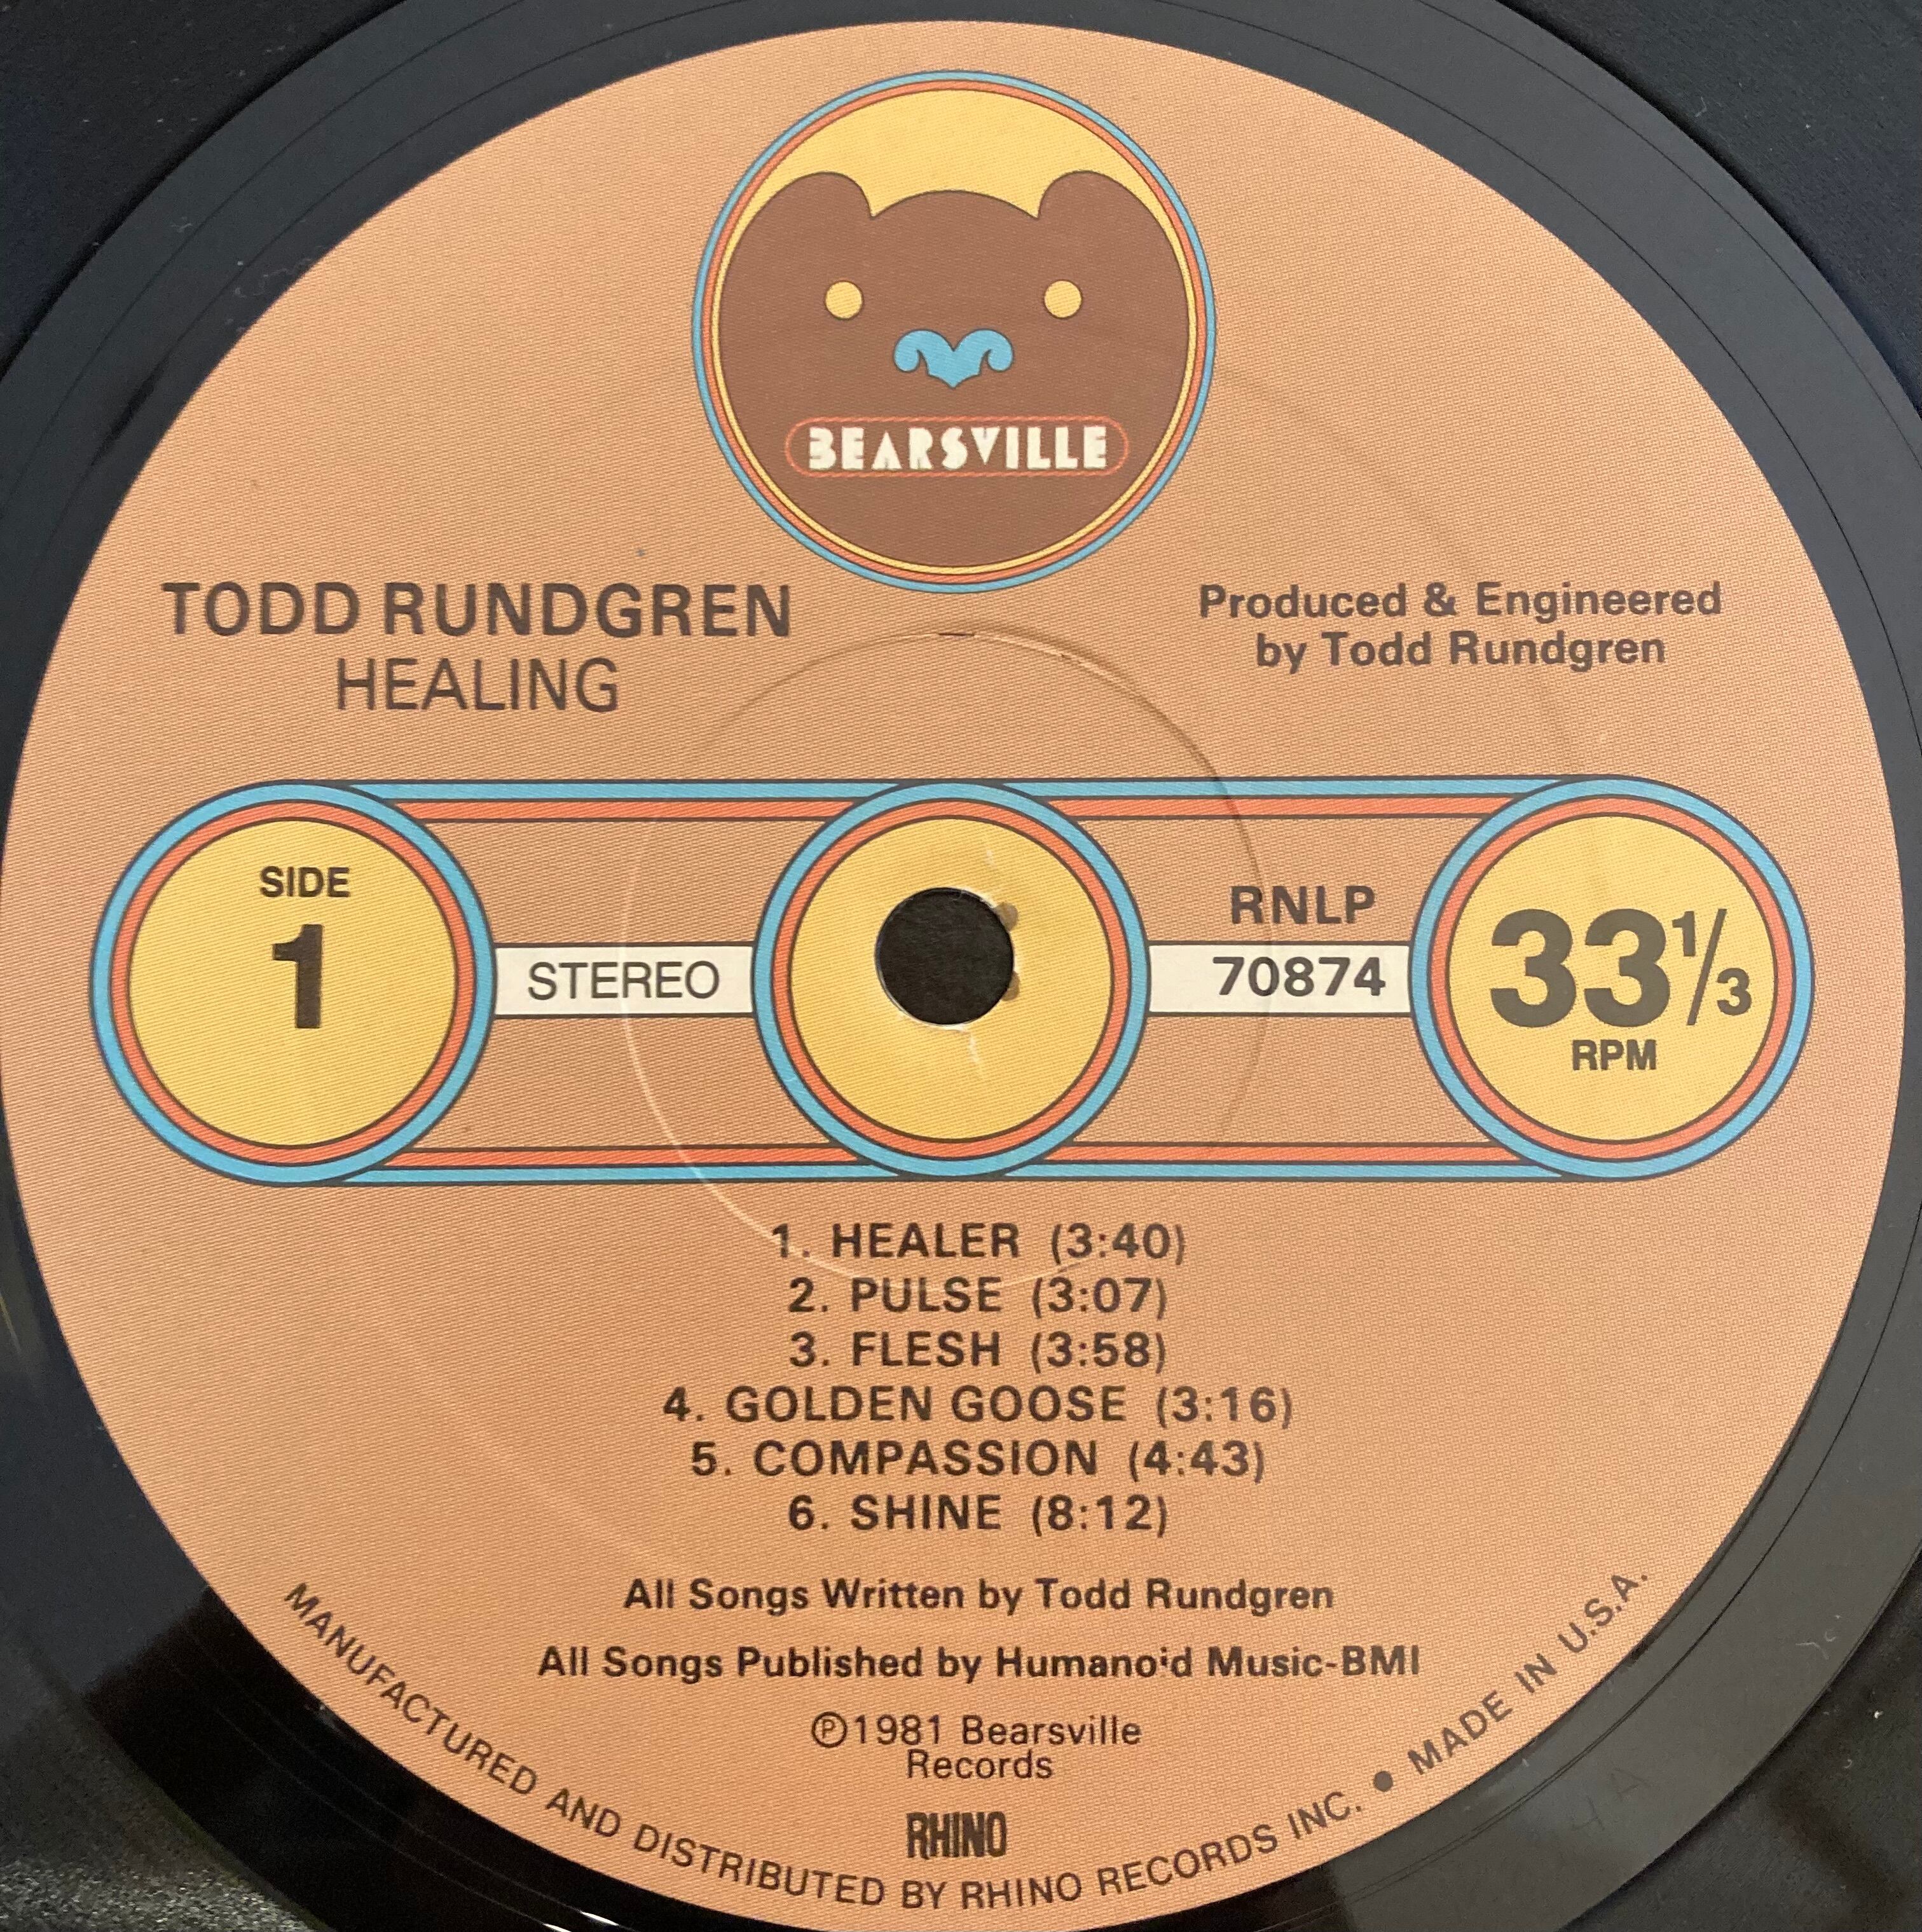 BEARSVILLE
TODD RUNDGREN
HEALING
Produced & Engineered
by Todd Rundgren
SIDE
1
STEREO
RNLP
70874
33 1/3
RPM
1. HEALER (3:40)
2. PULSE (3:07)
3. FLESH (3:58)
4. GOLDEN GOOSE (3:16)
5. COMPASSION (4:43)
6. SHINE (8:12)
All Songs Written by Todd Rundgren
All Songs Published by Humanoid Music-BMI
℗1981 Bearsville
Records
RHINO
MANUFACTURED AND DISTRIBUTED BY RHINO RECORDS INC. ● MADE IN U.S.A.